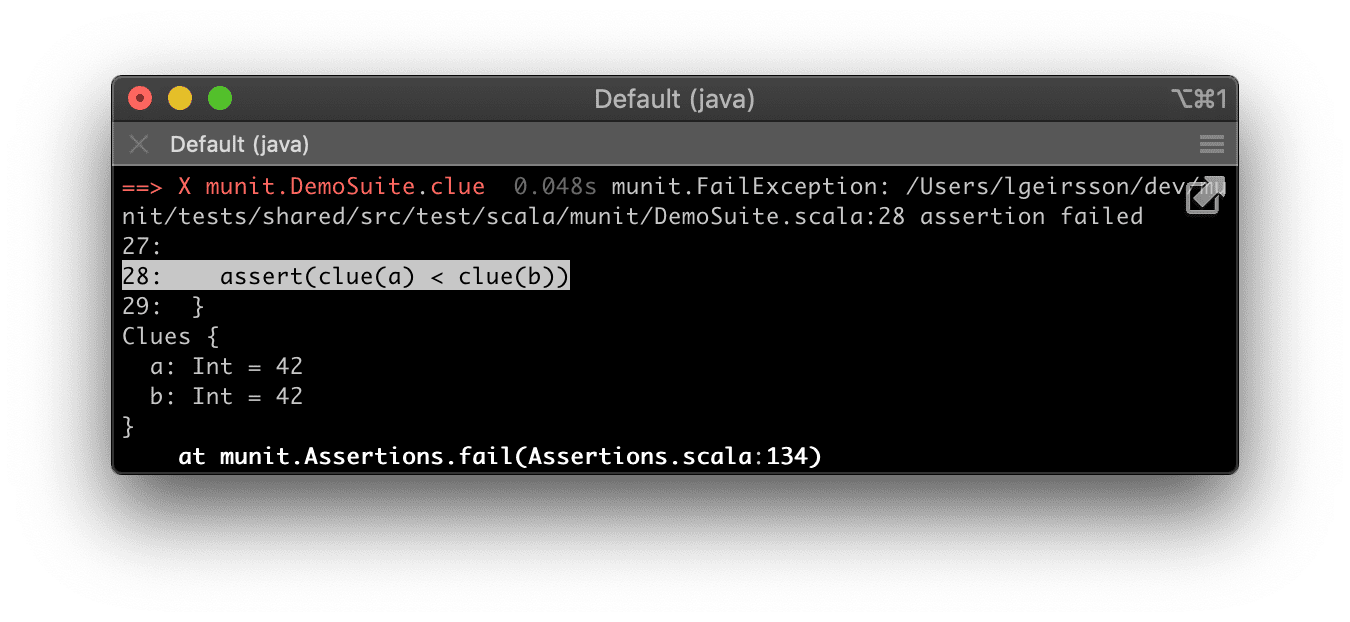 Default (java)
⌥⌘1
Default (java)
==> X munit.DemoSuite.clue  0.048s munit.FailException: /Users/lgeirsson/dev/mu
nit/tests/shared/src/test/scala/munit/DemoSuite.scala:28 assertion failed
27:
28:    assert(clue(a) < clue(b))
29:  }
Clues {
  a: Int = 42
  b: Int = 42
}
    at munit.Assertions.fail(Assertions.scala:134)